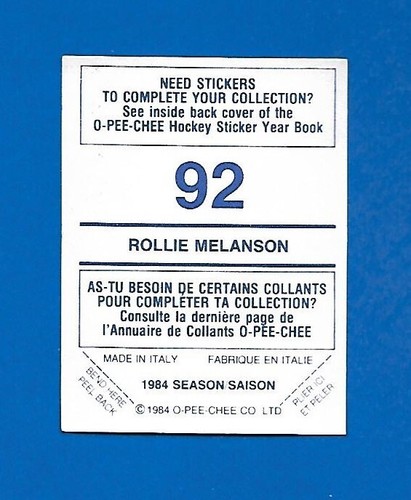 NEED STICKERS
TO COMPLETE YOUR COLLECTION?
See inside back cover of the
O-PEE-CHEE Hockey Sticker Year Book
92
ROLLIE MELANSON
AS-TU BESOIN DE CERTAINS COLLANTS
POUR COMPLÉTER TA COLLECTION?
Consulte la dernière page de
l'Annuaire de Collants O-PEE-CHEE
MADE IN ITALY FABRIQUE EN ITALIE
BEND HERE
PEEL BACK
1984 SEASON/SAISON
PLIER ICI
ET PELER
© 1984 O-PEE-CHEE CO LTD